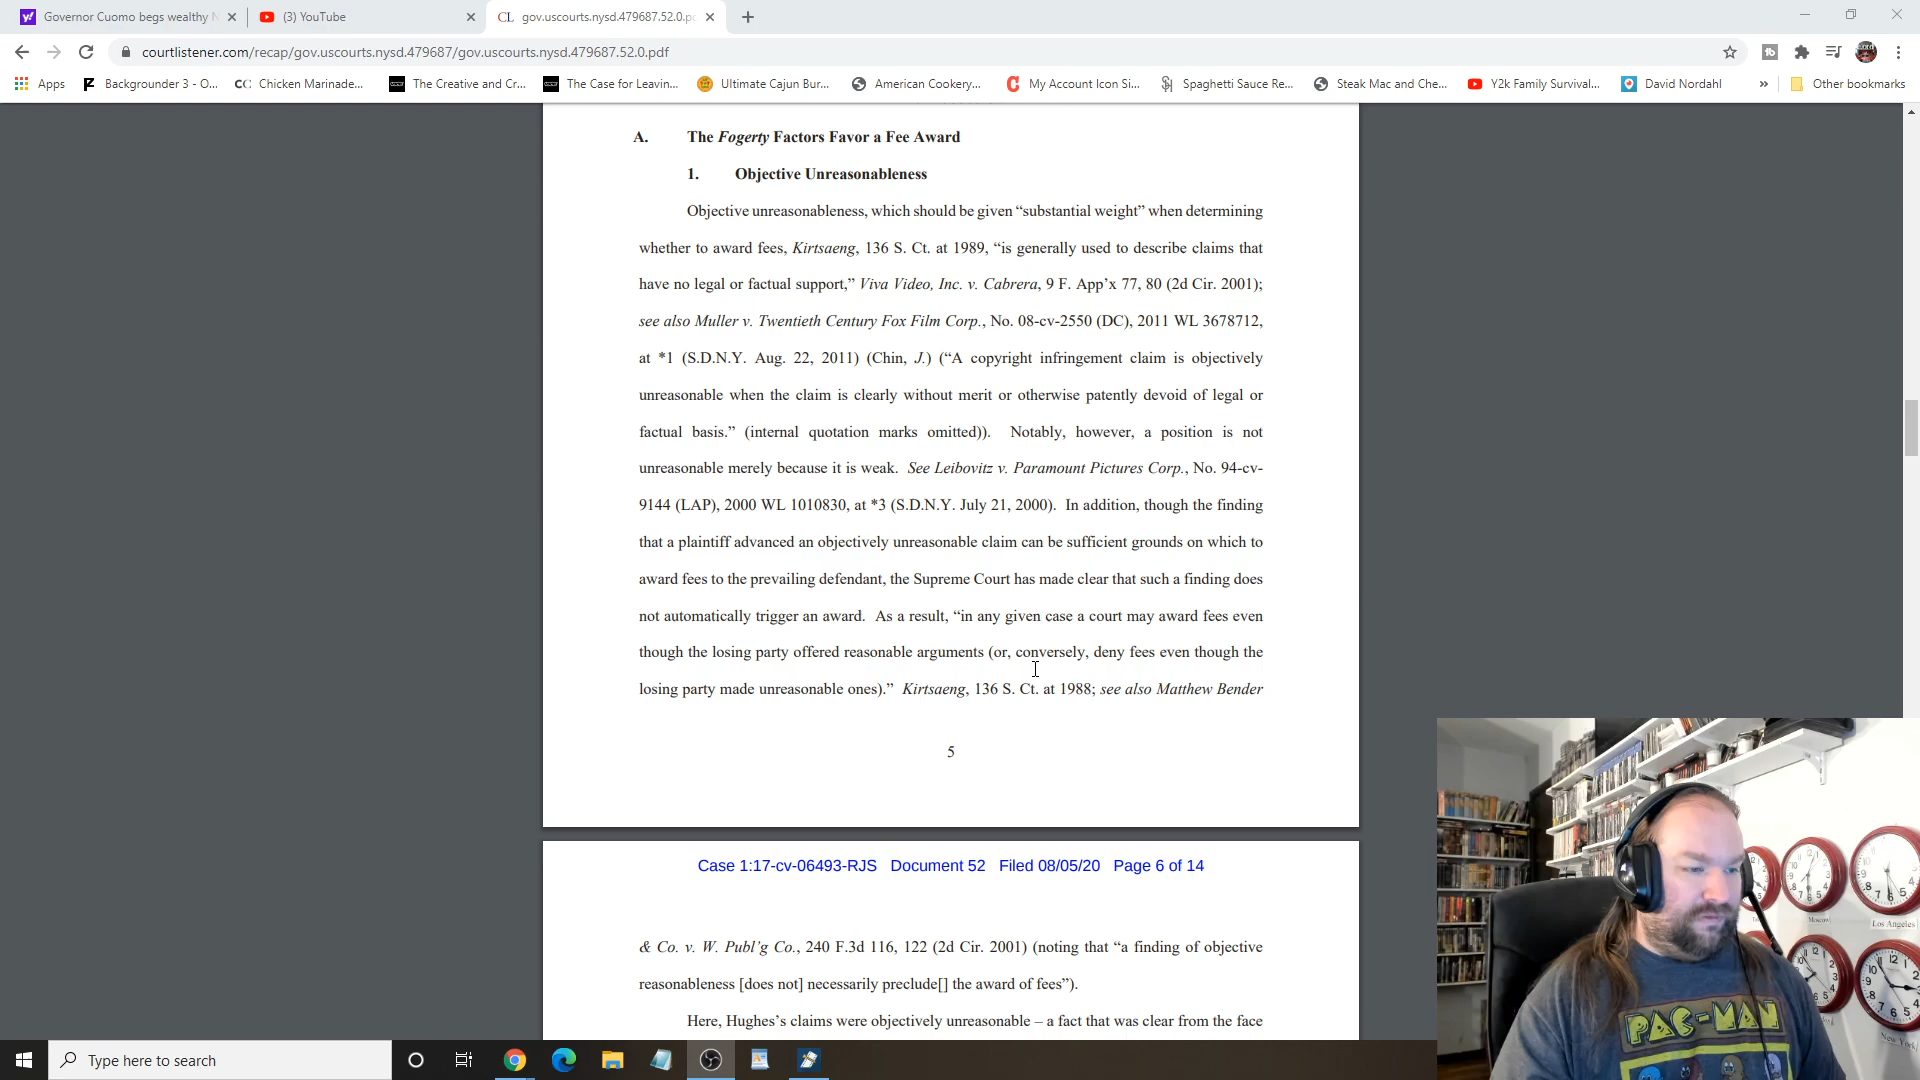 Governor Cuomo begs wealthy N
(3) YouTube
CL gov.uscourts.nysd.479687.52.0.pd
courtlistener.com/recap/gov.uscourts.nysd.479687/gov.uscourts.nysd.479687.52.0.pdf
Apps Backgrounder 3 - O... CC Chicken Marinade... The Creative and Cr... The Case for Leavin... Ultimate Cajun Bur... American Cookery... My Account Icon Si... Spaghetti Sauce Re... Steak Mac and Che... Y2k Family Survival... David Nordahl » Other bookmarks
A. The Fogerty Factors Favor a Fee Award
1. Objective Unreasonableness
Objective unreasonableness, which should be given “substantial weight” when determining
whether to award fees, Kirtsaeng, 136 S. Ct. at 1989, “is generally used to describe claims that
have no legal or factual support,” Viva Video, Inc. v. Cabrera, 9 F. App’x 77, 80 (2d Cir. 2001);
see also Muller v. Twentieth Century Fox Film Corp., No. 08-cv-2550 (DC), 2011 WL 3678712,
at *1 (S.D.N.Y. Aug. 22, 2011) (Chin, J.) (“A copyright infringement claim is objectively
unreasonable when the claim is clearly without merit or otherwise patently devoid of legal or
factual basis.” (internal quotation marks omitted)). Notably, however, a position is not
unreasonable merely because it is weak. See Leibovitz v. Paramount Pictures Corp., No. 94-cv-
9144 (LAP), 2000 WL 1010830, at *3 (S.D.N.Y. July 21, 2000). In addition, though the finding
that a plaintiff advanced an objectively unreasonable claim can be sufficient grounds on which to
award fees to the prevailing defendant, the Supreme Court has made clear that such a finding does
not automatically trigger an award. As a result, “in any given case a court may award fees even
though the losing party offered reasonable arguments (or, conversely, deny fees even though the
losing party made unreasonable ones).” Kirtsaeng, 136 S. Ct. at 1988; see also Matthew Bender
5
Case 1:17-cv-06493-RJS Document 52 Filed 08/05/20 Page 6 of 14
& Co. v. W. Publ’g Co., 240 F.3d 116, 122 (2d Cir. 2001) (noting that “a finding of objective
reasonableness [does not] necessarily preclude[] the award of fees”).
Here, Hughes’s claims were objectively unreasonable – a fact that was clear from the face
Moscow
Los Angeles
New York
PAC-MAN
Type here to search